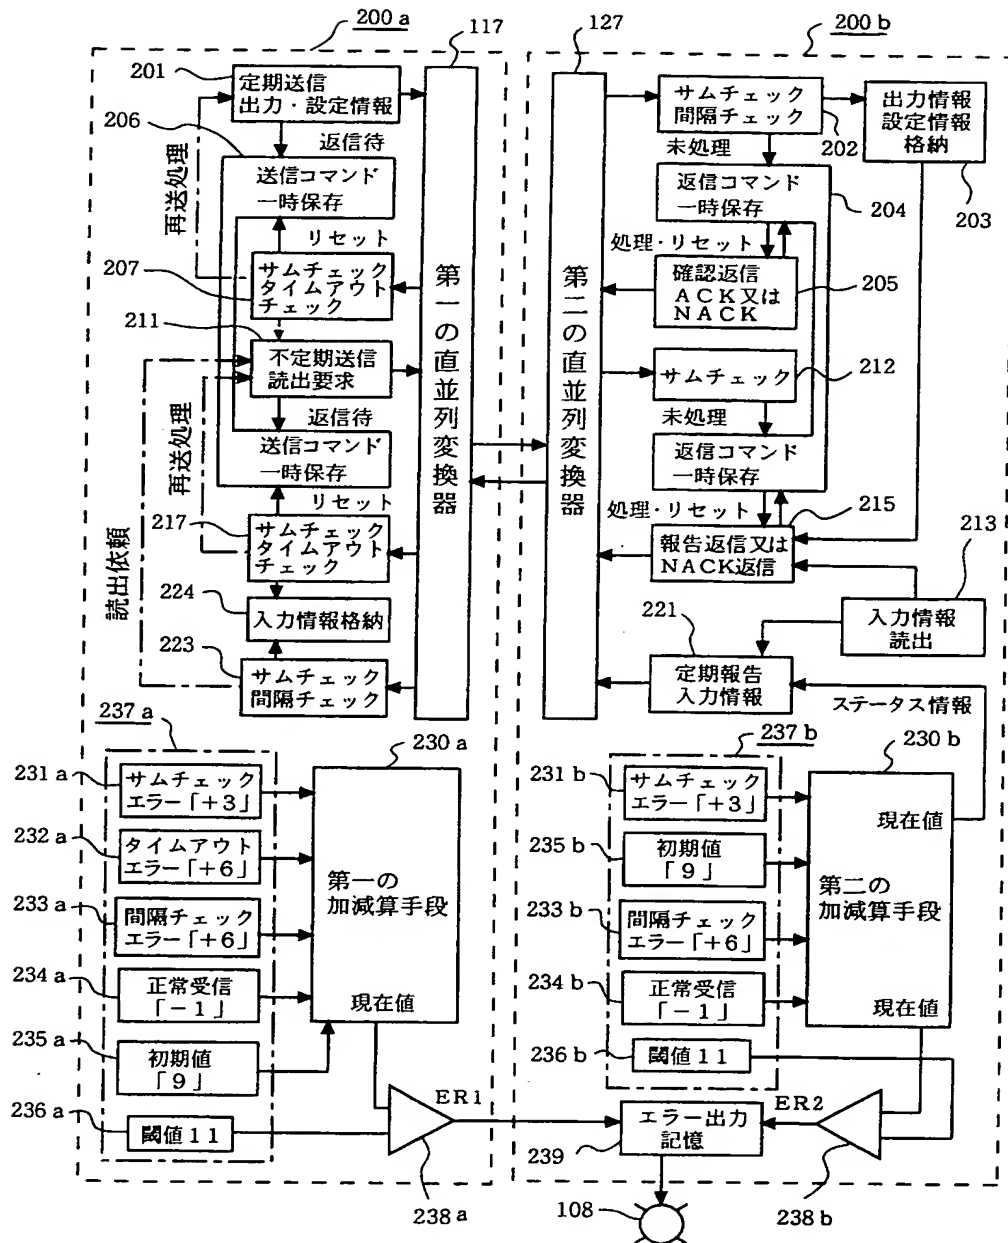 200a
117
127
200b
201
定期送信
出力・設定情報
サムチェック
間隔チェック
出力情報
設定情報
格納
206
返信待
202
未処理
203
再送処理
送信コマンド
一時保存
返信コマンド
一時保存
204
リセット
処理・リセット
207
サムチェック
タイムアウト
チェック
確認返信
ACK又は
NACK
205
第一の直並列変換器
第二の直並列変換器
211
不定期送信
読出要求
サムチェック
212
返信待
未処理
再送処理
送信コマンド
一時保存
返信コマンド
一時保存
リセット
処理・リセット
215
217
サムチェック
タイムアウト
チェック
報告返信又は
NACK返信
213
読出依頼
224
入力情報格納
221
入力情報
読出
223
サムチェック
間隔チェック
定期報告
入力情報
ステータス情報
237a
230a
237b
230b
231a
サムチェック
エラー「+3」
231b
サムチェック
エラー「+3」
現在値
232a
タイムアウト
エラー「+6」
235b
初期値
「9」
第一の
加減算手段
第二の
加減算手段
233a
間隔チェック
エラー「+6」
233b
間隔チェック
エラー「+6」
234a
正常受信
「-1」
234b
正常受信
「-1」
現在値
現在値
235a
初期値
「9」
236b
閾値11
236a
閾値11
ER1
エラー出力
記憶
ER2
239
238a
108
238b